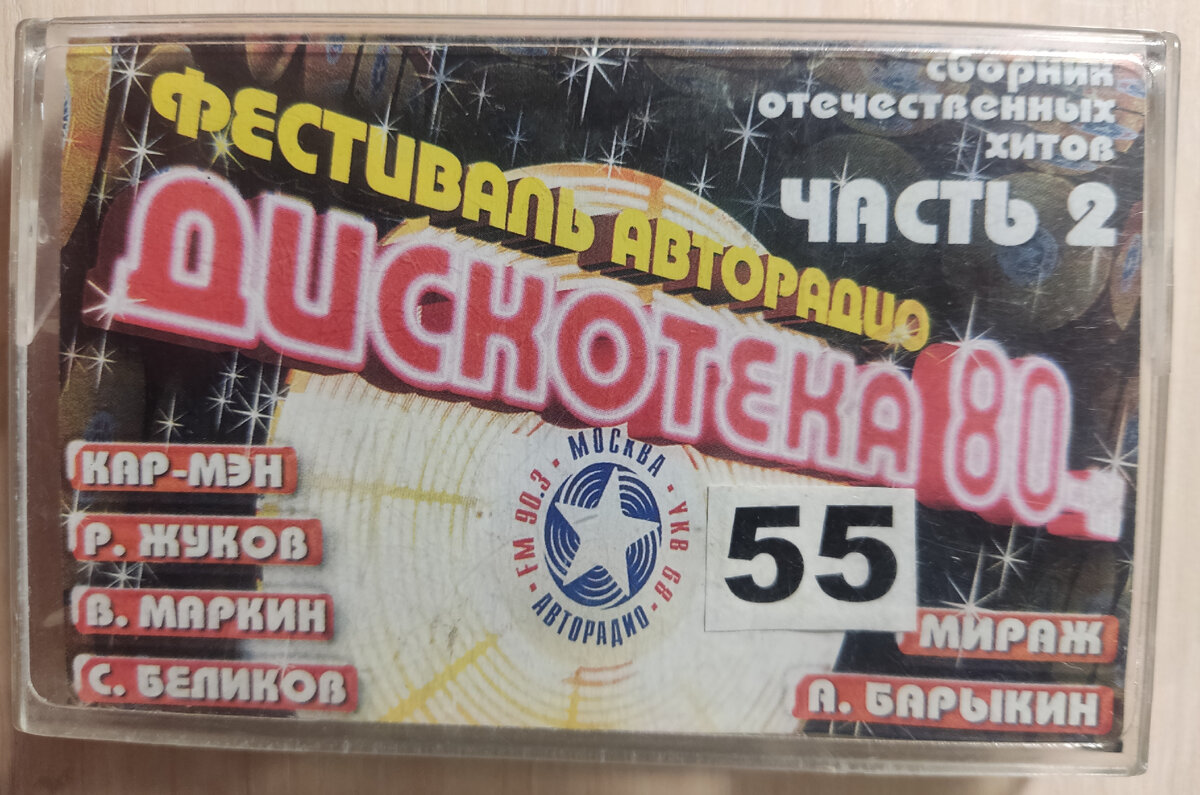 сборник
отечественных
хитов
ЧАСТЬ 2
ФЕСТИВАЛЬ АВТОРАДИО
ДИСКОТЕКА 80-х
КАР-МЭН
Р. ЖУКОВ
В. МАРКИН
С. БЕЛИКОВ
МОСКВА • УКВ 68 • АВТОРАДИО • FM 90.3 •
55
МИРАЖ
А. БАРЫКИН